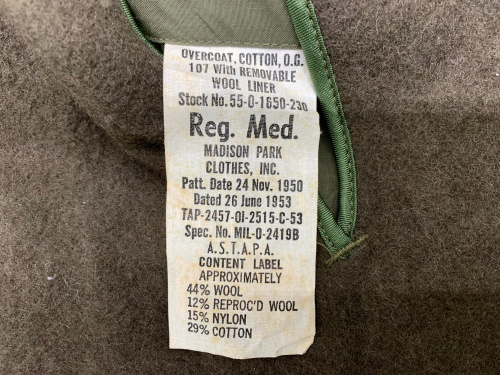 OVERCOAT, COTTON, O.G.
107 With REMOVABLE
WOOL LINER
Stock No. 55-O-1650-230
Reg. Med.
MADISON PARK
CLOTHES, INC.
Patt. Date 24 Nov. 1950
Dated 26 June 1953
TAP-2457-OI-2515-C-53
Spec. No. MIL-O-2419B
A.S.T.A.P.A.
CONTENT LABEL
APPROXIMATELY
44% WOOL
12% REPROC'D WOOL
15% NYLON
29% COTTON